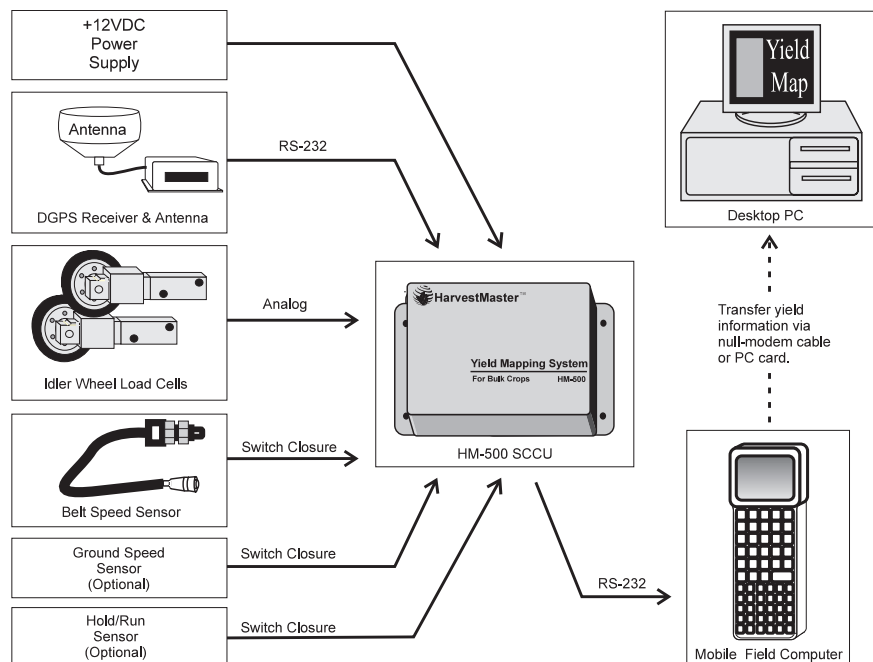 +12VDC
Power
Supply
Antenna
DGPS Receiver & Antenna
RS-232
Idler Wheel Load Cells
Analog
Belt Speed Sensor
Switch Closure
Ground Speed
Sensor
(Optional)
Switch Closure
Hold/Run
Sensor
(Optional)
Switch Closure
HarvestMaster™
Yield Mapping System
For Bulk Crops HM-500
HM-500 SCCU
RS-232
Yield
Map
Desktop PC
Transfer yield
information via
null-modem cable
or PC card.
Mobile Field Computer